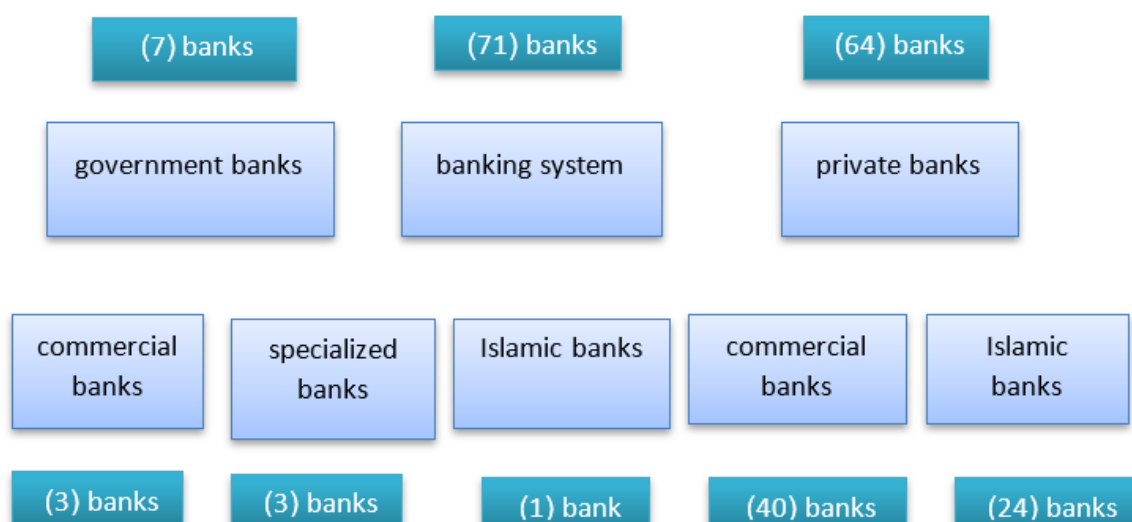 (7) banks
(71) banks
(64) banks
government banks
banking system
private banks
commercial
banks
specialized
banks
Islamic banks
commercial
banks
Islamic
banks
(3) banks
(3) banks
(1) bank
(40) banks
(24) banks